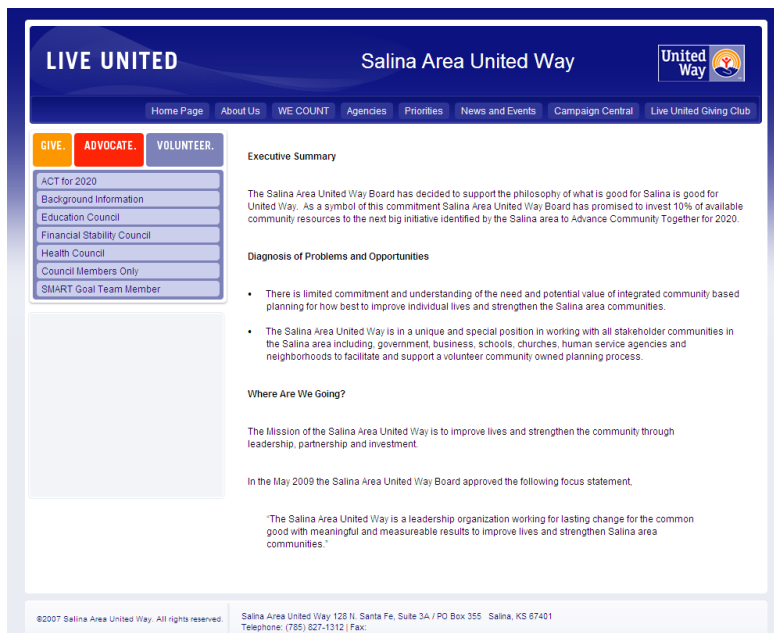 LIVE UNITED
Salina Area United Way
United
Way
Home Page About Us WE COUNT Agencies Priorities News and Events Campaign Central Live United Giving Club
GIVE. ADVOCATE. VOLUNTEER.
ACT for 2020
Background Information
Education Council
Financial Stability Council
Health Council
Council Members Only
SMART Goal Team Member
Executive Summary
The Salina Area United Way Board has decided to support the philosophy of what is good for Salina is good for
United Way. As a symbol of this commitment Salina Area United Way Board has promised to invest 10% of available
community resources to the next big initiative identified by the Salina area to Advance Community Together for 2020.
Diagnosis of Problems and Opportunities
• There is limited commitment and understanding of the need and potential value of integrated community based
planning for how best to improve individual lives and strengthen the Salina area communities.
• The Salina Area United Way is in a unique and special position in working with all stakeholder communities in
the Salina area including, government, business, schools, churches, human service agencies and
neighborhoods to facilitate and support a volunteer community owned planning process.
Where Are We Going?
The Mission of the Salina Area United Way is to improve lives and strengthen the community through
leadership, partnership and investment.
In the May 2009 the Salina Area United Way Board approved the following focus statement,
"The Salina Area United Way is a leadership organization working for lasting change for the common
good with meaningful and measureable results to improve lives and strengthen Salina area
communities."
©2007 Salina Area United Way. All rights reserved.
Salina Area United Way 128 N. Santa Fe, Suite 3A / PO Box 355 Salina, KS 67401
Telephone: (785) 827-1312 | Fax: